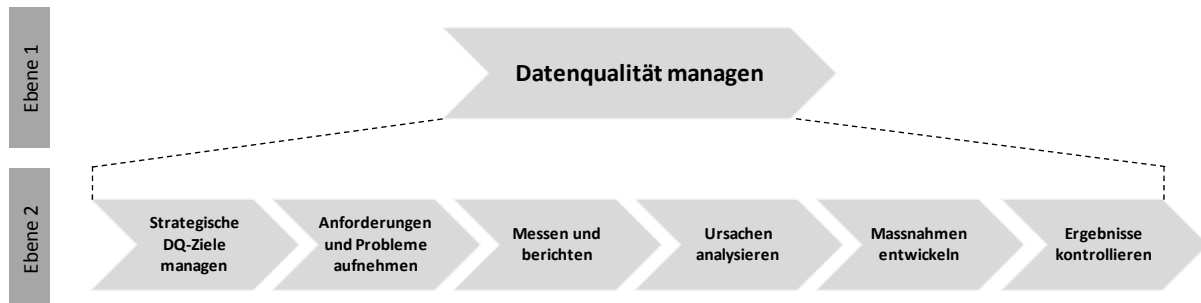 Ebene 1
Datenqualität managen
Ebene 2
Strategische
DQ-Ziele
managen
Anforderungen
und Probleme
aufnehmen
Messen und
berichten
Ursachen
analysieren
Massnahmen
entwickeln
Ergebnisse
kontrollieren